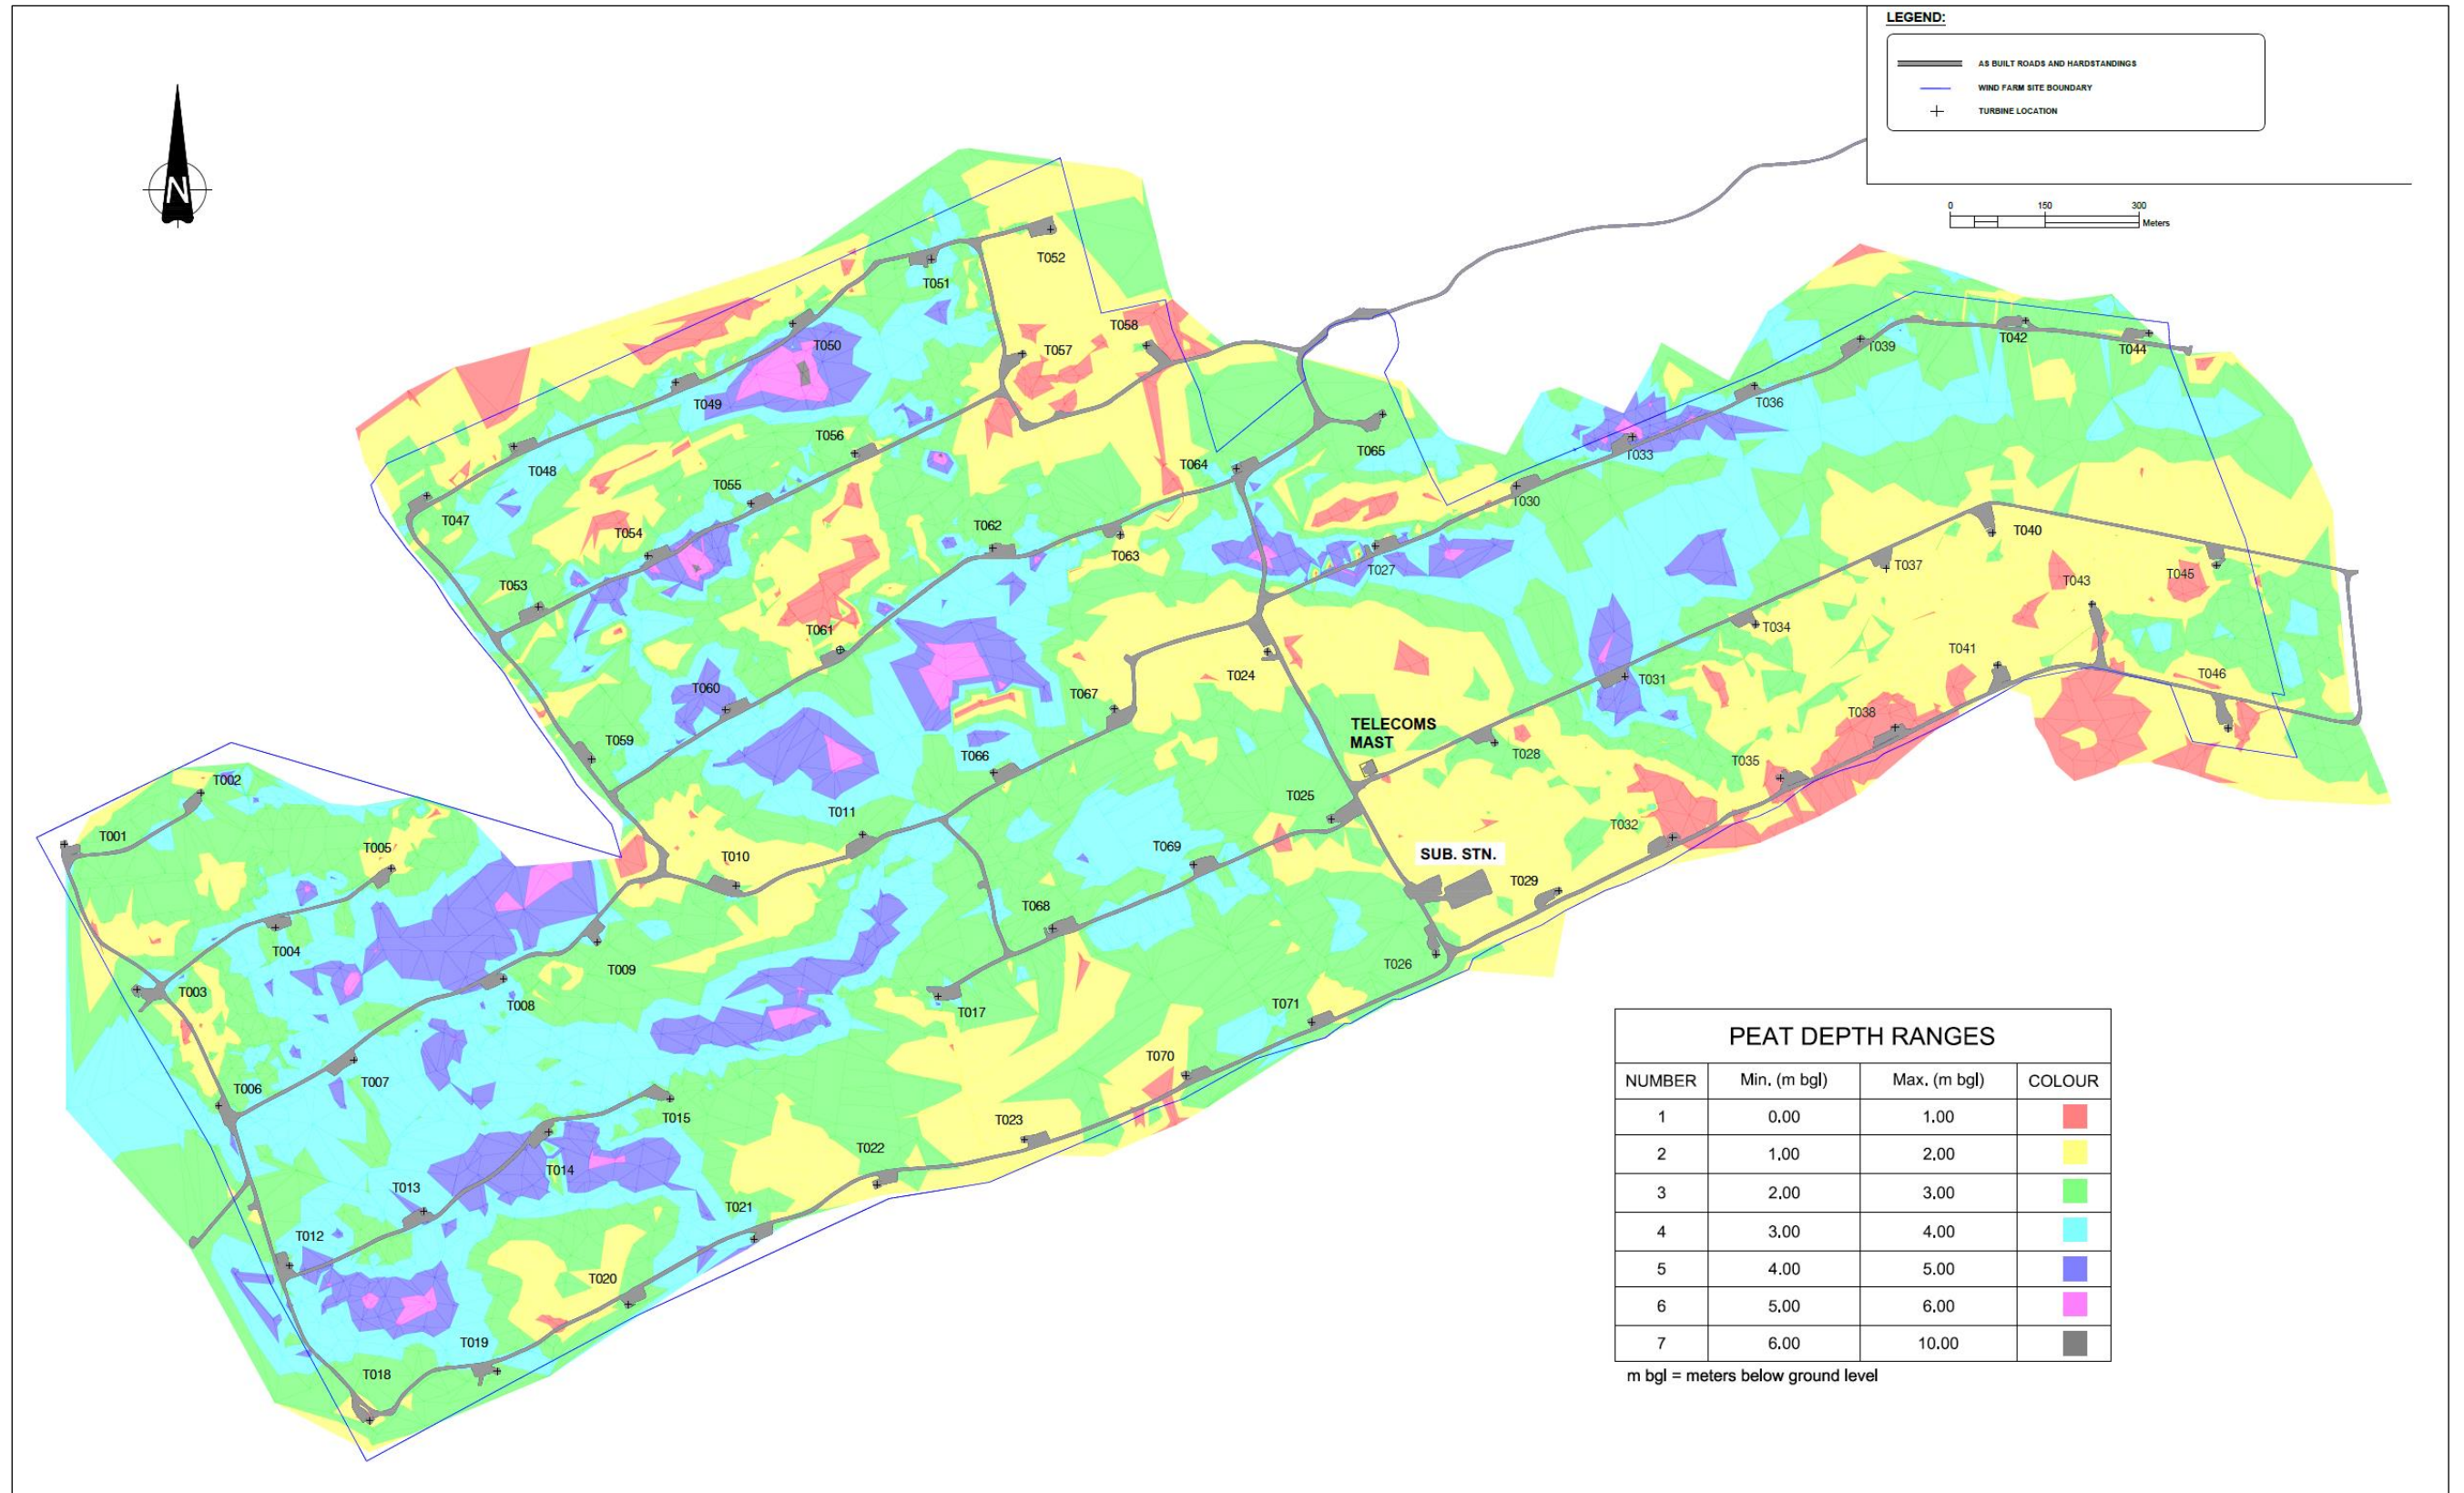 LEGEND:
AS BUILT ROADS AND HARDSTANDINGS
WIND FARM SITE BOUNDARY
TURBINE LOCATION
N
0 150 300
Meters
T052
T051
T058
T050
T057
T042
T039
T044
T049
T036
T056
T065
T033
T064
T048
T055
T030
T047
T062
T054
T063
T040
T027
T037
T045
T043
T053
T061
T034
T041
T024
T046
T031
T060
T067
T038
TELECOMS
MAST
T059
T066
T028
T035
T002
T025
T011
T032
T001
T005
T069
T010
SUB. STN.
T029
T068
T004
T026
T009
T003
T008
T071
T017
T070
T007
T006
T015
T023
T022
T014
T013
T021
T012
T020
T019
T018
PEAT DEPTH RANGES
NUMBER Min. (m bgl) Max. (m bgl) COLOUR
1 0.00 1.00
2 1.00 2.00
3 2.00 3.00
4 3.00 4.00
5 4.00 5.00
6 5.00 6.00
7 6.00 10.00
m bgl = meters below ground level